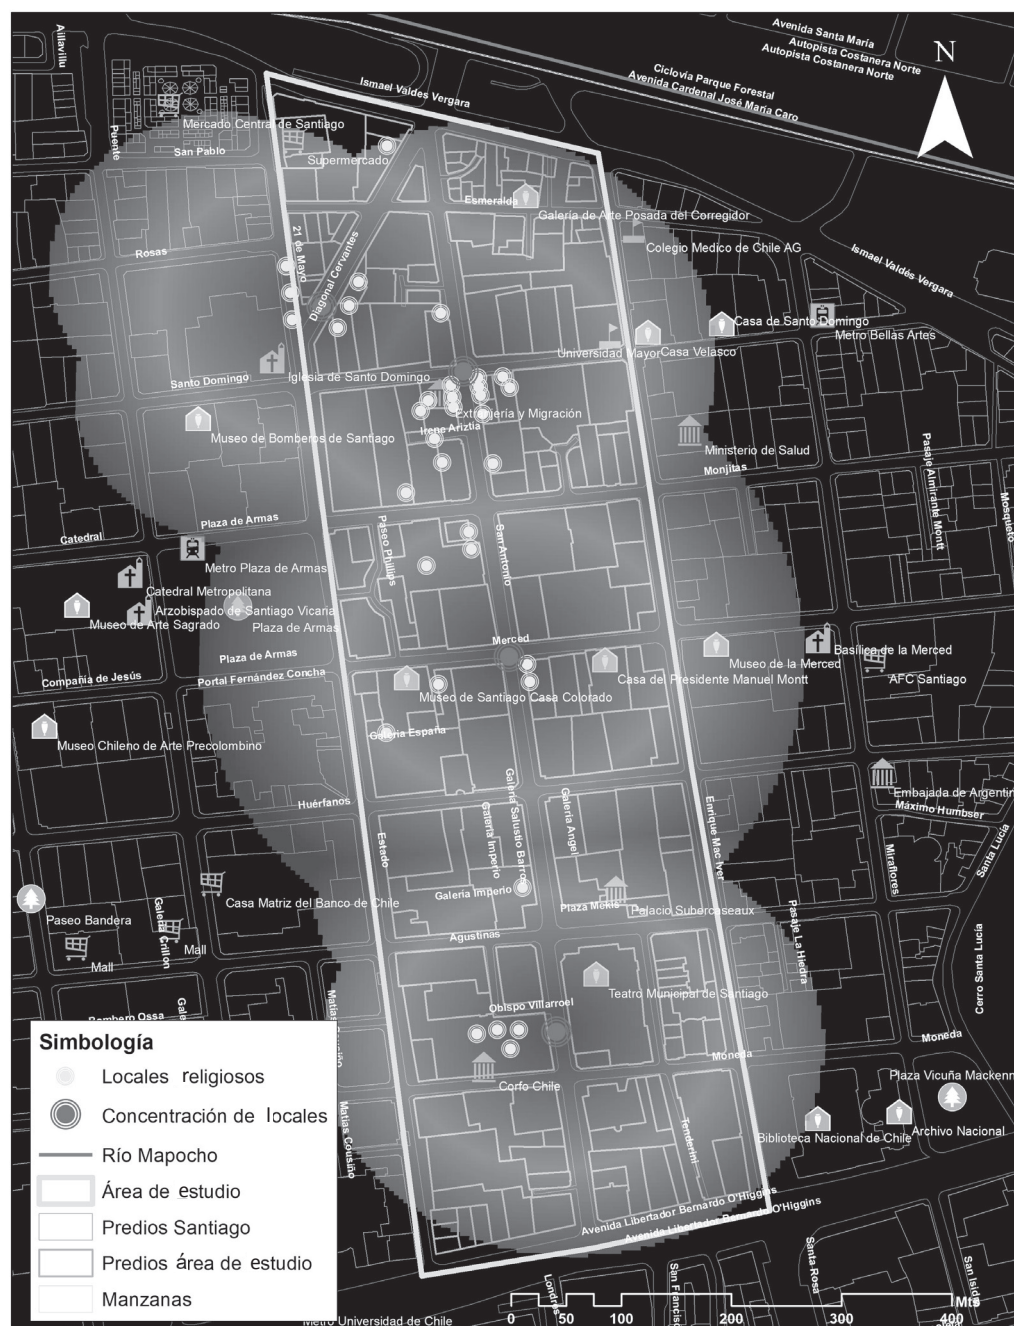 Aillavilu
Avenida Santa María
Autopista Costanera Norte
Autopista Costanera Norte
N
Ciclovia Parque Forestal
Avenida Cardenal José María Caro
Ismael Valdes Vergara
Puente
Mercado Central de Santiago
San Pablo
Supermercado
Esmeralda
Galería de Arte Posada del Corregidor
Colegio Medico de Chile AG
Rosas
21 de Mayo
Diagonal Cervantes
Ismael Valdés Vergara
Casa de Santo Domingo
Metro Bellas Artes
Universidad Mayor
Casa Velasco
Santo Domingo
Iglesia de Santo Domingo
Extranjería y Migración
Irene Ariztia
Museo de Bomberos de Santiago
Ministerio de Salud
Monjitas
Pasaje Almirante Montt
Mosqueto
Plaza de Armas
Catedral
Paseo Phillips
San Antonio
Metro Plaza de Armas
Catedral Metropolitana
Arzobispado de Santiago Vicaria
Museo de Arte Sagrado
Plaza de Armas
Merced
Plaza de Armas
Basílica de la Merced
Museo de la Merced
AFC Santiago
Compañía de Jesús
Portal Fernández Concha
Casa del Presidente Manuel Montt
Museo de Santiago Casa Colorado
Galería España
Museo Chileno de Arte Precolombino
Embajada de Argentin
Máximo Humbser
Huérfanos
Galería Salustio Barros
Galería Imperio
Galería Angel
Enrique Mac Iver
Estado
Miraflores
Santa Lucía
Galería Imperio
Plaza Mekis
Palacio Subercaseaux
Casa Matriz del Banco de Chile
Paseo Bandera
Galería Crillon
Mall
Mall
Agustinas
Pasaje La Hiedra
Cerro Santa Lucía
Teatro Municipal de Santiago
Obispo Villarroel
Bombero Ossa
Moneda
Moneda
Corfo Chile
Plaza Vicuña Mackenn
Archivo Nacional
Biblioteca Nacional de Chile
Matías Cousiño
Matías Cousiño
Tenderini
Avenida Libertador Bernardo O'Higgins
Avenida Libertador Bernardo O'Higgins
Santa Rosa
San Isid
Londres
San Francisc
Metro Universidad de Chile
Simbología
Locales religiosos
Concentración de locales
Río Mapocho
Área de estudio
Predios Santiago
Predios área de estudio
Manzanas
Mts
0 50 100 200 300 400